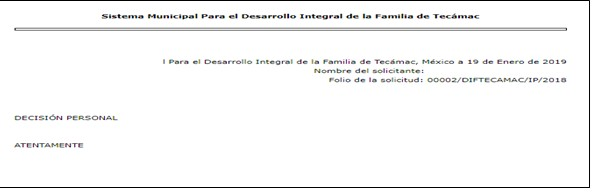 Sistema Municipal Para el Desarrollo Integral de la Familia de Tecámac
l Para el Desarrollo Integral de la Familia de Tecámac, México a 19 de Enero de 2019
Nombre del solicitante:
Folio de la solicitud: 00002/DIFTECAMAC/IP/2018
DECISIÓN PERSONAL
ATENTAMENTE